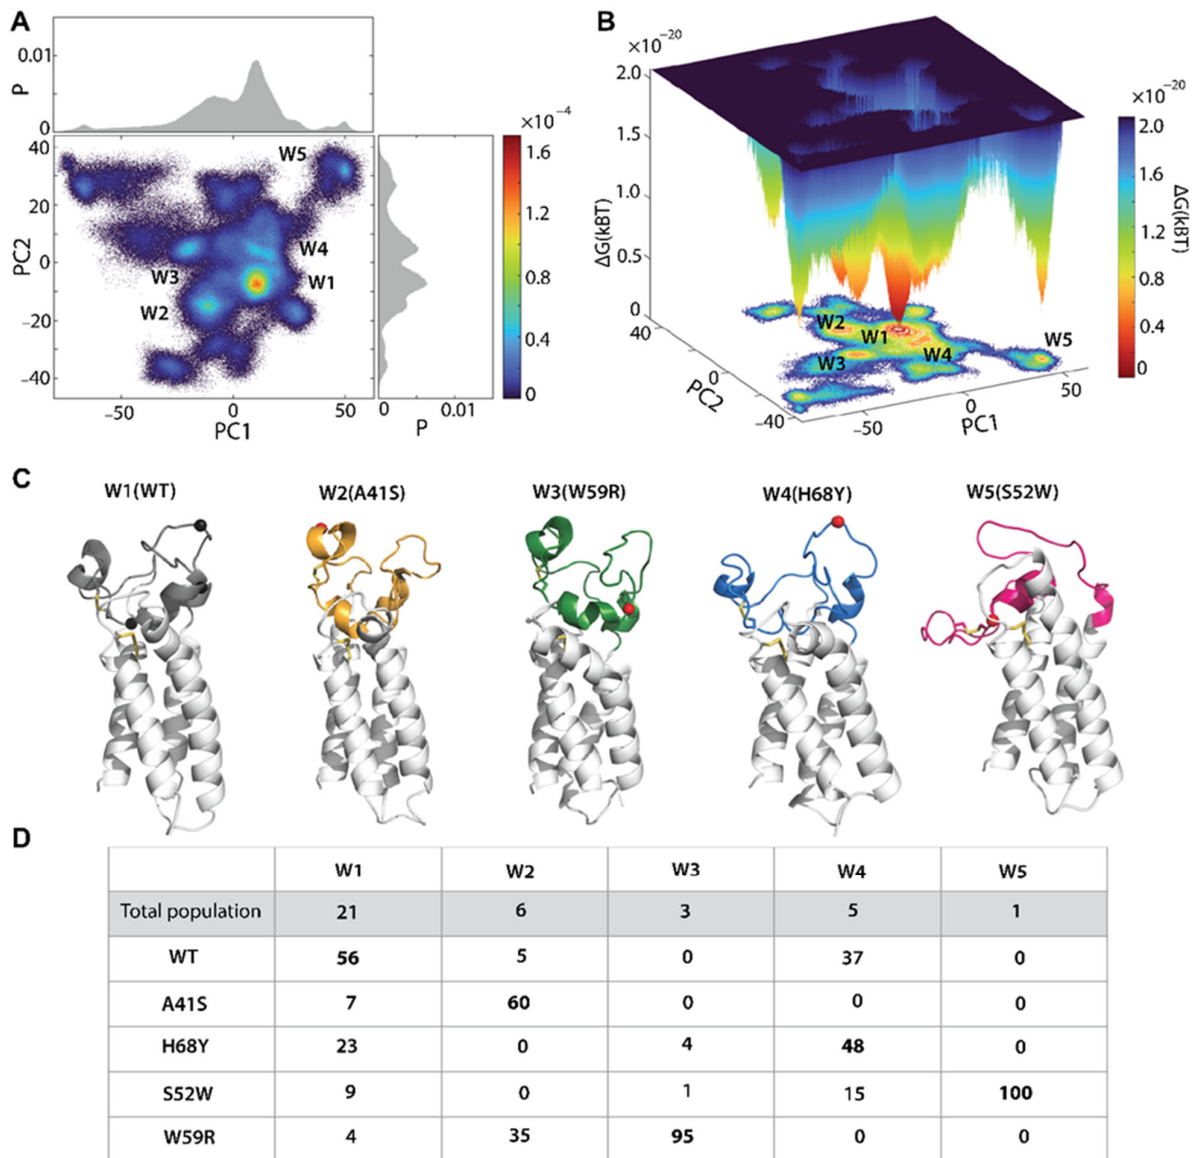 A
B
0.01
P
0
×10⁻⁴
1.6
1.2
0.8
0.4
0
40
20
0
−20
−40
PC2
W5
W4
W3
W1
W2
−50
0
50
PC1
0
0.01
P
×10⁻²⁰
2.0
1.5
1.0
0.5
0
ΔG(kBT)
40
0
−40
PC2
−50
0
50
PC1
W2
W1
W5
W3
W4
×10⁻²⁰
2.0
1.6
1.2
0.8
0.4
0
ΔG(kBT)
C
W1(WT)
W2(A41S)
W3(W59R)
W4(H68Y)
W5(S52W)
D
W1 W2 W3 W4 W5
Total population 21 6 3 5 1
WT 56 5 0 37 0
A41S 7 60 0 0 0
H68Y 23 0 4 48 0
S52W 9 0 1 15 100
W59R 4 35 95 0 0